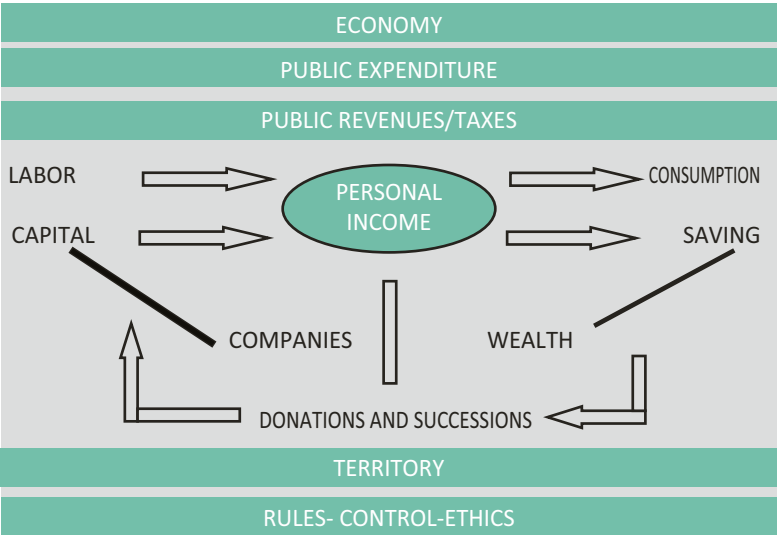 ECONOMY
PUBLIC EXPENDITURE
PUBLIC REVENUES/TAXES
LABOR
PERSONAL
INCOME
CONSUMPTION
CAPITAL
SAVING
COMPANIES
WEALTH
DONATIONS AND SUCCESSIONS
TERRITORY
RULES- CONTROL-ETHICS